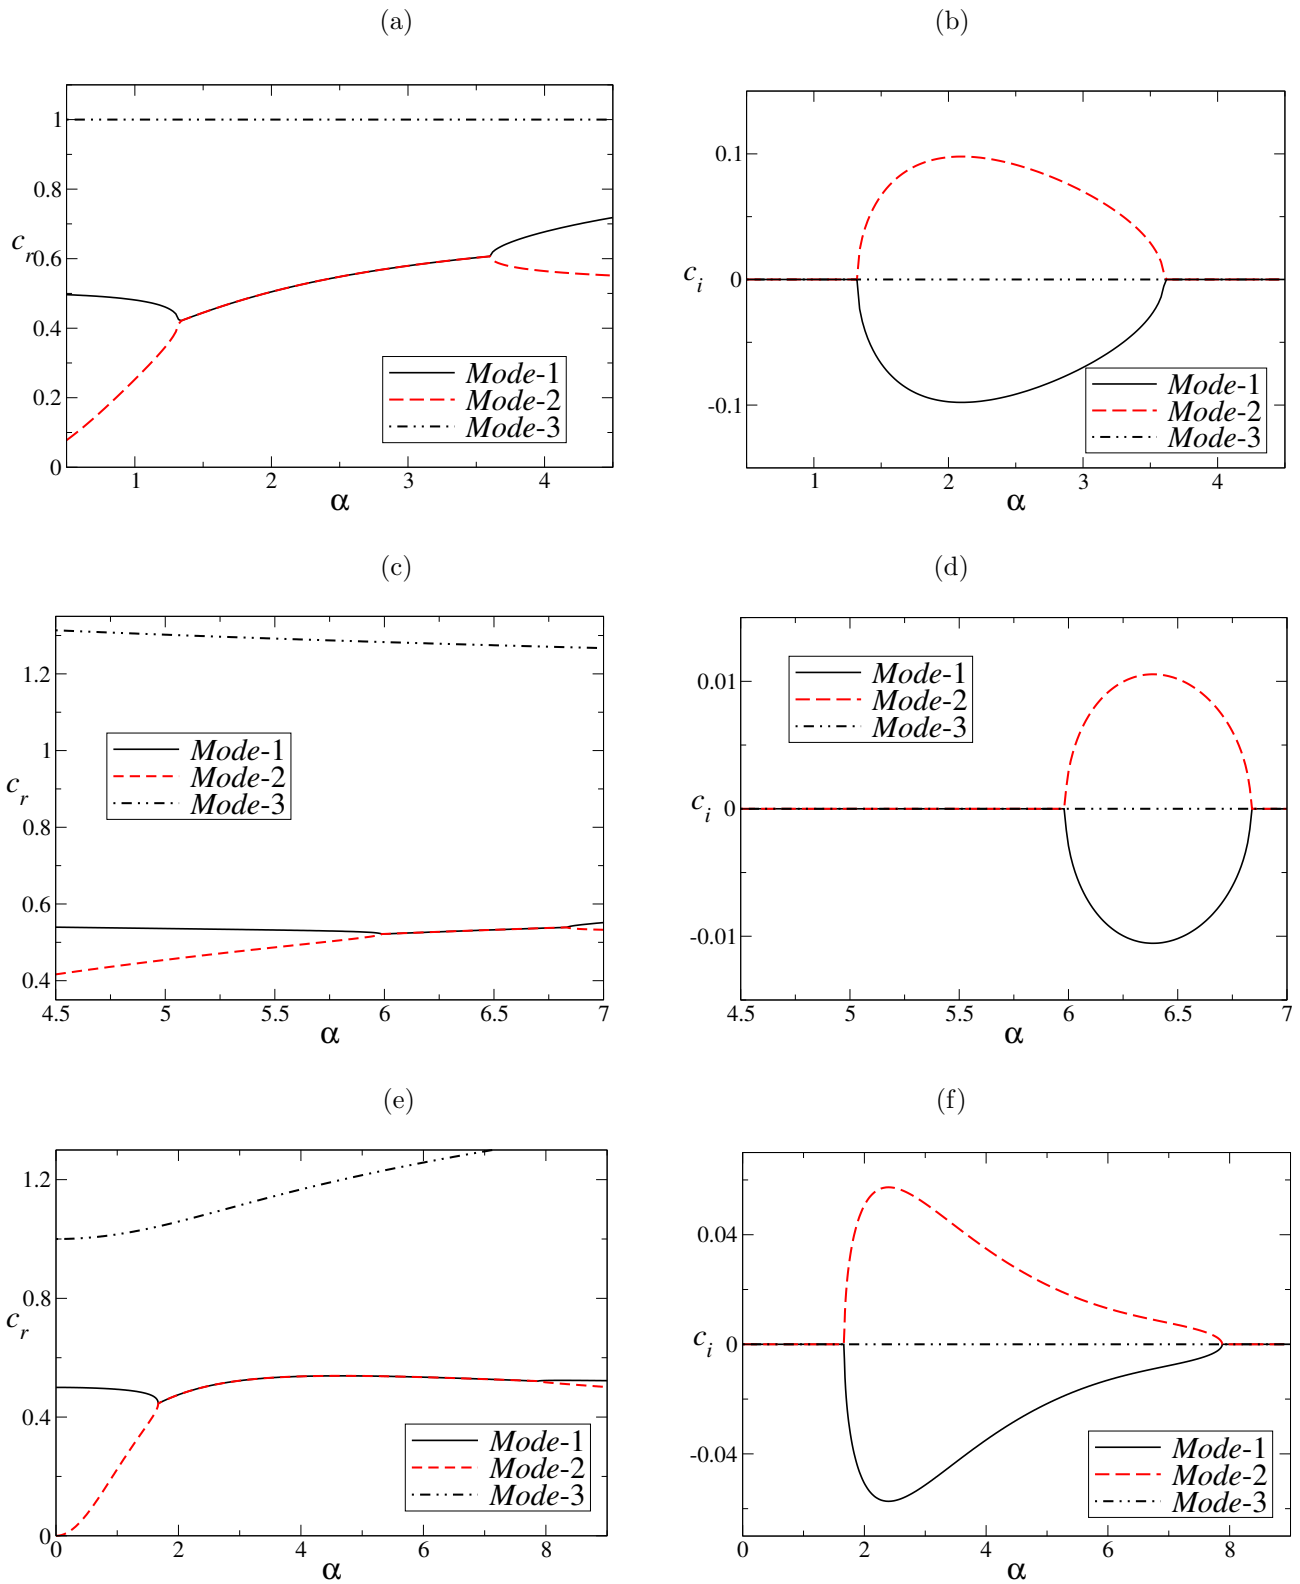 (a)
(b)
1
0.8
0.6
0.4
0.2
0
c_r
Mode-1
Mode-2
Mode-3
1
2
3
4
α
0.1
0
-0.1
c_i
Mode-1
Mode-2
Mode-3
1
2
3
4
α
(c)
(d)
1.2
1
0.8
0.6
0.4
c_r
Mode-1
Mode-2
Mode-3
4.5
5
5.5
6
6.5
7
α
0.01
0
-0.01
c_i
Mode-1
Mode-2
Mode-3
4.5
5
5.5
6
6.5
7
α
(e)
(f)
1.2
0.8
0.4
0
c_r
Mode-1
Mode-2
Mode-3
0
2
4
6
8
α
0.04
0
-0.04
c_i
Mode-1
Mode-2
Mode-3
0
2
4
6
8
α